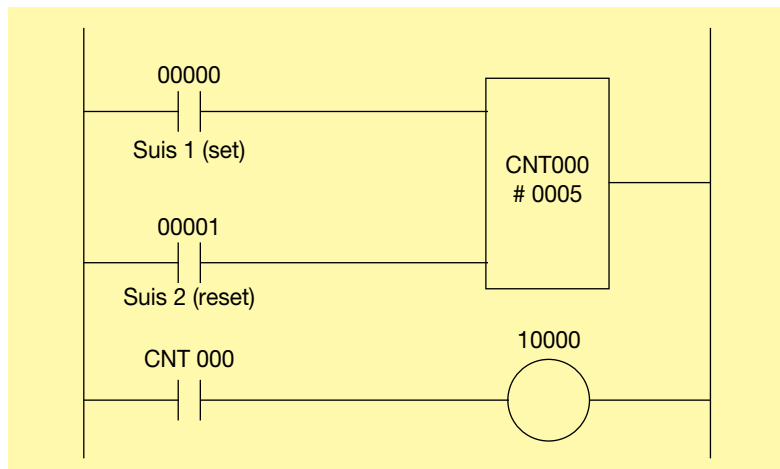 00000
Suis 1 (set)
CNT000
# 0005
00001
Suis 2 (reset)
CNT 000
10000